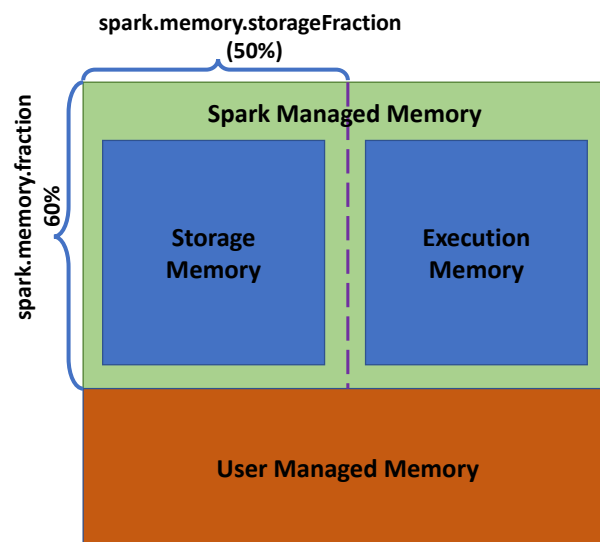 spark.memory.storageFraction
(50%)
spark.memory.fraction
60%
Spark Managed Memory
Storage
Memory
Execution
Memory
User Managed Memory